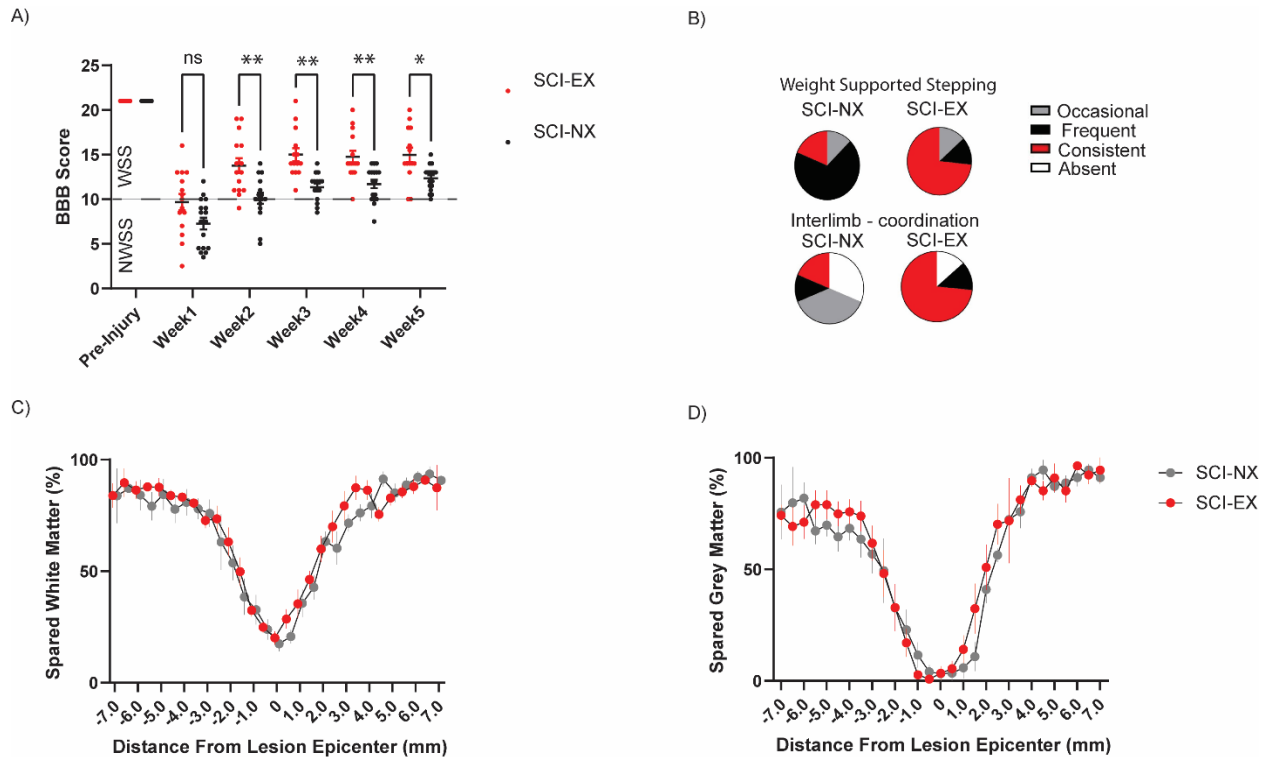 A)
ns
**
**
**
*
25
20
15
10
5
0
BBB Score
WSS
NWSS
Pre-Injury
Week1
Week2
Week3
Week4
Week5
SCI-EX
SCI-NX
B)
Weight Supported Stepping
SCI-NX
SCI-EX
Interlimb - coordination
SCI-NX
SCI-EX
Occasional
Frequent
Consistent
Absent
C)
Spared White Matter (%)
100
50
0
-7.0
-6.0
-5.0
-4.0
-3.0
-2.0
-1.0
0
1.0
2.0
3.0
4.0
5.0
6.0
7.0
Distance From Lesion Epicenter (mm)
D)
Spared Grey Matter (%)
100
50
0
-7.0
-6.0
-5.0
-4.0
-3.0
-2.0
-1.0
0
1.0
2.0
3.0
4.0
5.0
6.0
7.0
Distance From Lesion Epicenter (mm)
SCI-NX
SCI-EX